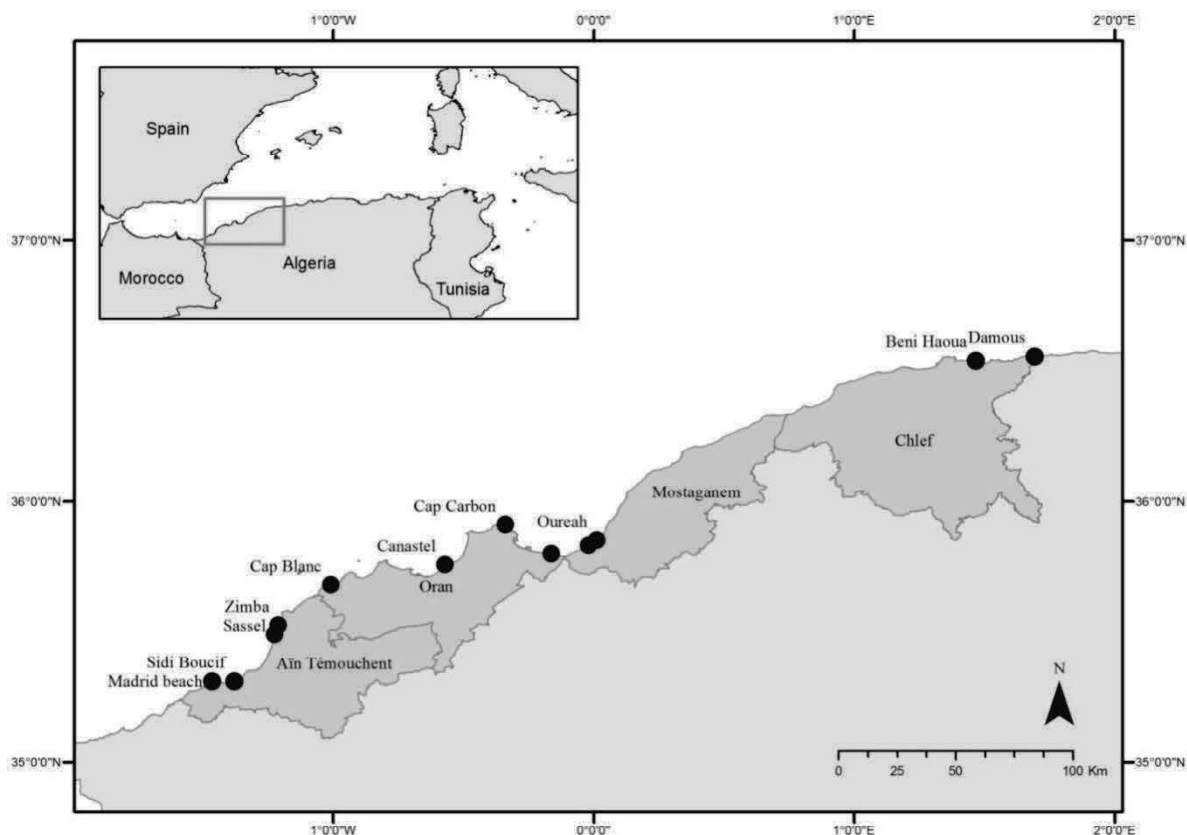 1°0'0"W
0°0'0"
1°0'0"E
2°0'0"E
Spain
Morocco
Algeria
Tunisia
37°0'0"N
37°0'0"N
Beni Haoua
Damous
Chlef
36°0'0"N
36°0'0"N
Mostaganem
Cap Carbon
Oureah
Canastel
Oran
Cap Blanc
Zimba
Sassel
Aïn Témouchent
Sidi Boucif
Madrid beach
N
35°0'0"N
35°0'0"N
0 25 50 100 Km
1°0'0"W
0°0'0"
1°0'0"E
2°0'0"E